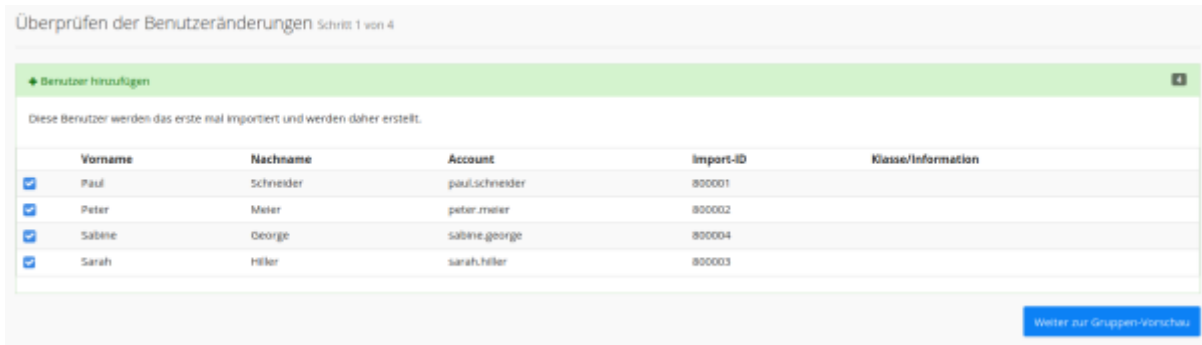 Überprüfen der Benutzeränderungen Schritt 1 von 4
Benutzer hinzufügen 4
Diese Benutzer werden das erste mal importiert und werden daher erstellt.
Vorname Nachname Account Import-ID Klasse/Information
Paul Schneider paul.schneider 800001
Peter Meier peter.meier 800002
Sabine George sabine.george 800004
Sarah Hiller sarah.hiller 800003
Weiter zur Gruppen-Vorschau